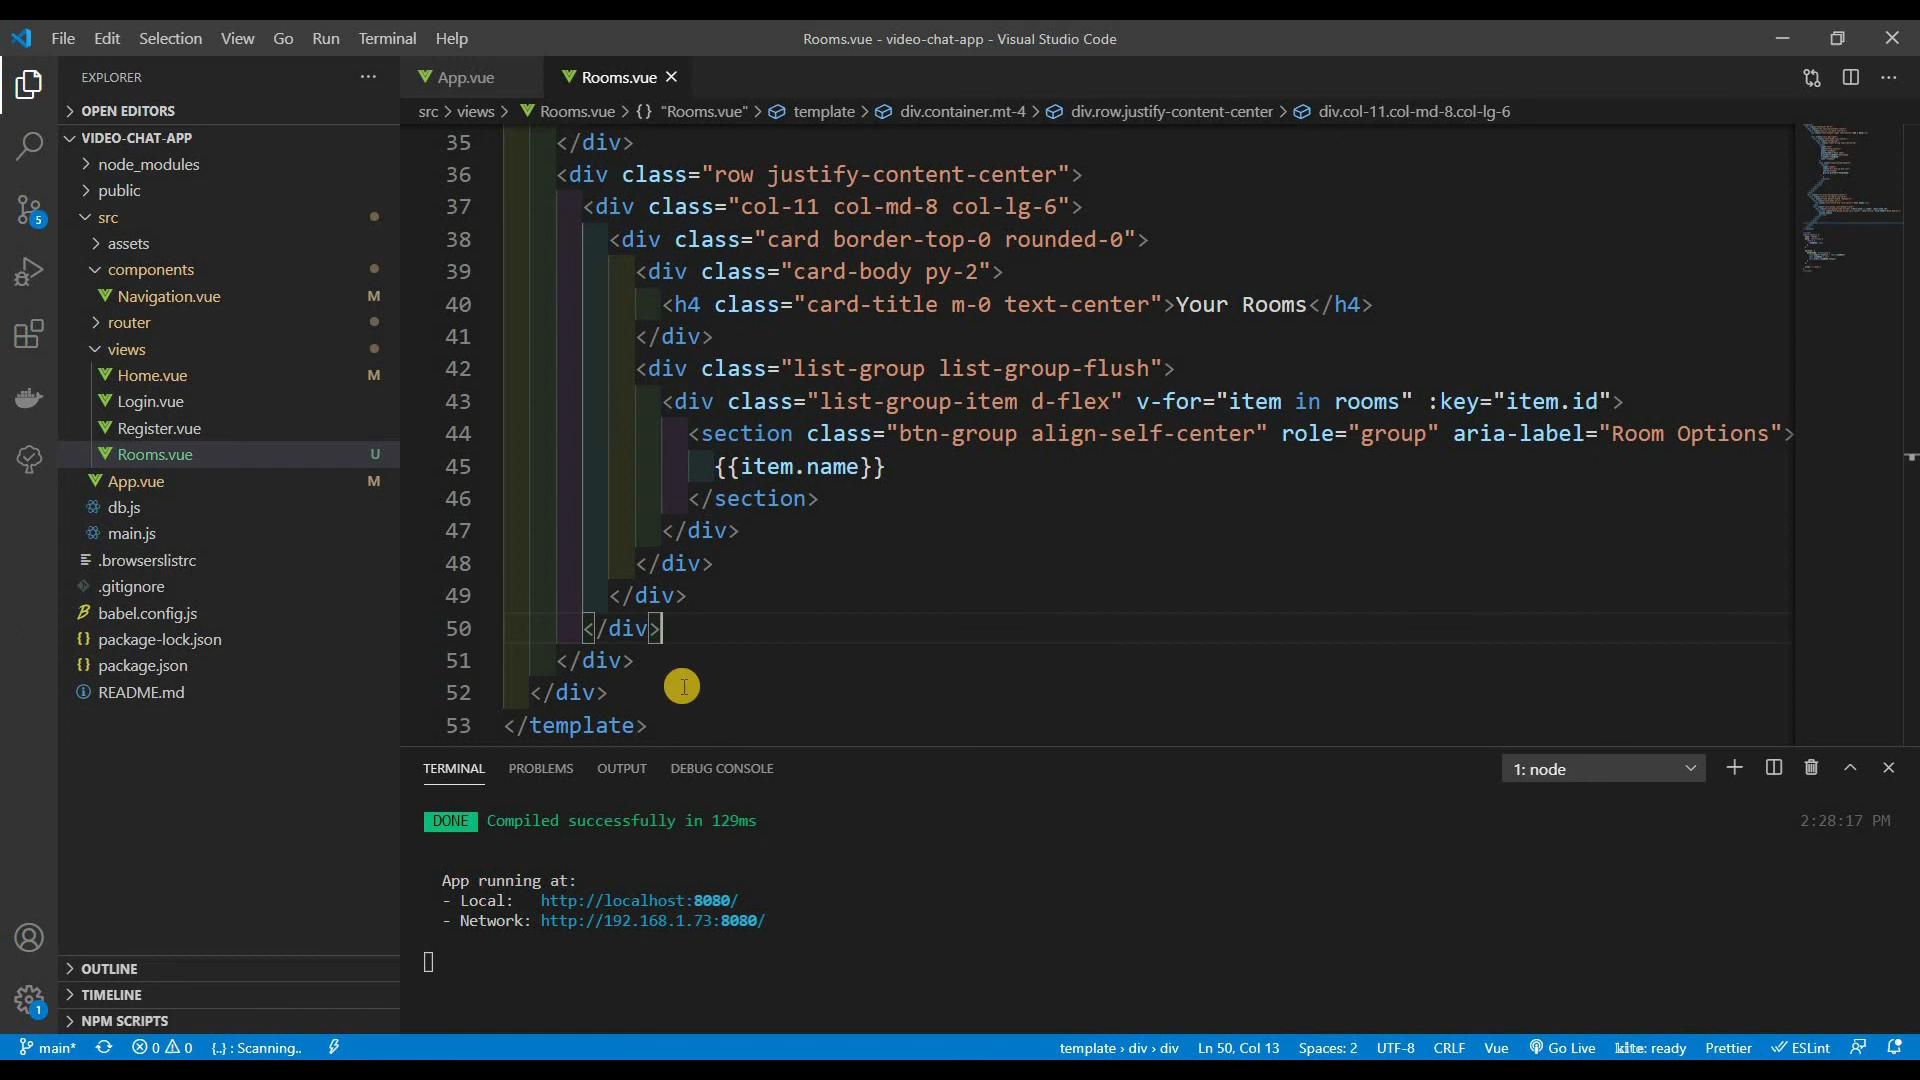 File Edit Selection View Go Run Terminal Help
Rooms.vue - video-chat-app - Visual Studio Code
EXPLORER
App.vue
Rooms.vue
OPEN EDITORS
src > views > Rooms.vue > {} "Rooms.vue" > template > div.container.mt-4 > div.row.justify-content-center > div.col-11.col-md-8.col-lg-6
VIDEO-CHAT-APP
node_modules
public
src
assets
components
Navigation.vue M
router
views
Home.vue M
Login.vue
Register.vue
Rooms.vue U
App.vue M
db.js
main.js
.browserslistrc
.gitignore
babel.config.js
package-lock.json
package.json
README.md
OUTLINE
TIMELINE
NPM SCRIPTS
5
1
35 </div>
36 <div class="row justify-content-center">
37 <div class="col-11 col-md-8 col-lg-6">
38 <div class="card border-top-0 rounded-0">
39 <div class="card-body py-2">
40 <h4 class="card-title m-0 text-center">Your Rooms</h4>
41 </div>
42 <div class="list-group list-group-flush">
43 <div class="list-group-item d-flex" v-for="item in rooms" :key="item.id">
44 <section class="btn-group align-self-center" role="group" aria-label="Room Options">
45 {{item.name}}
46 </section>
47 </div>
48 </div>
49 </div>
50 </div>
51 </div>
52 </div>
53 </template>
TERMINAL PROBLEMS OUTPUT DEBUG CONSOLE
1: node
DONE Compiled successfully in 129ms
2:28:17 PM
App running at:
- Local: http://localhost:8080/
- Network: http://192.168.1.73:8080/
main* 0 0 {..} : Scanning..
template › div › div Ln 50, Col 13 Spaces: 2 UTF-8 CRLF Vue Go Live kite: ready Prettier ESLint